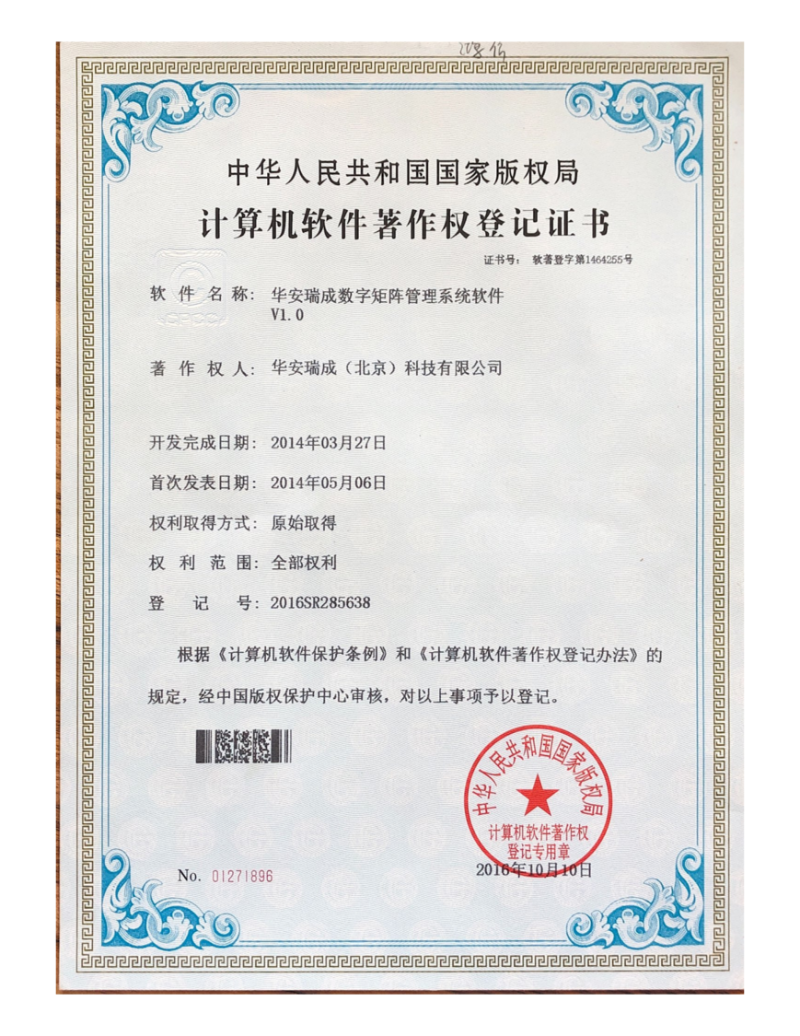 中华人民共和国国家版权局
计算机软件著作权登记证书
证书号： 软著登字第1464255号
软件名称： 华安瑞成数字矩阵管理系统软件
V1.0
著作权人： 华安瑞成（北京）科技有限公司
开发完成日期： 2014年03月27日
首次发表日期： 2014年05月06日
权利取得方式： 原始取得
权利范围： 全部权利
登记号： 2016SR285638
根据《计算机软件保护条例》和《计算机软件著作权登记办法》的
规定，经中国版权保护中心审核，对以上事项予以登记。
中华人民共和国国家版权局
计算机软件著作权
登记专用章
2016年10月10日
No. 01271896